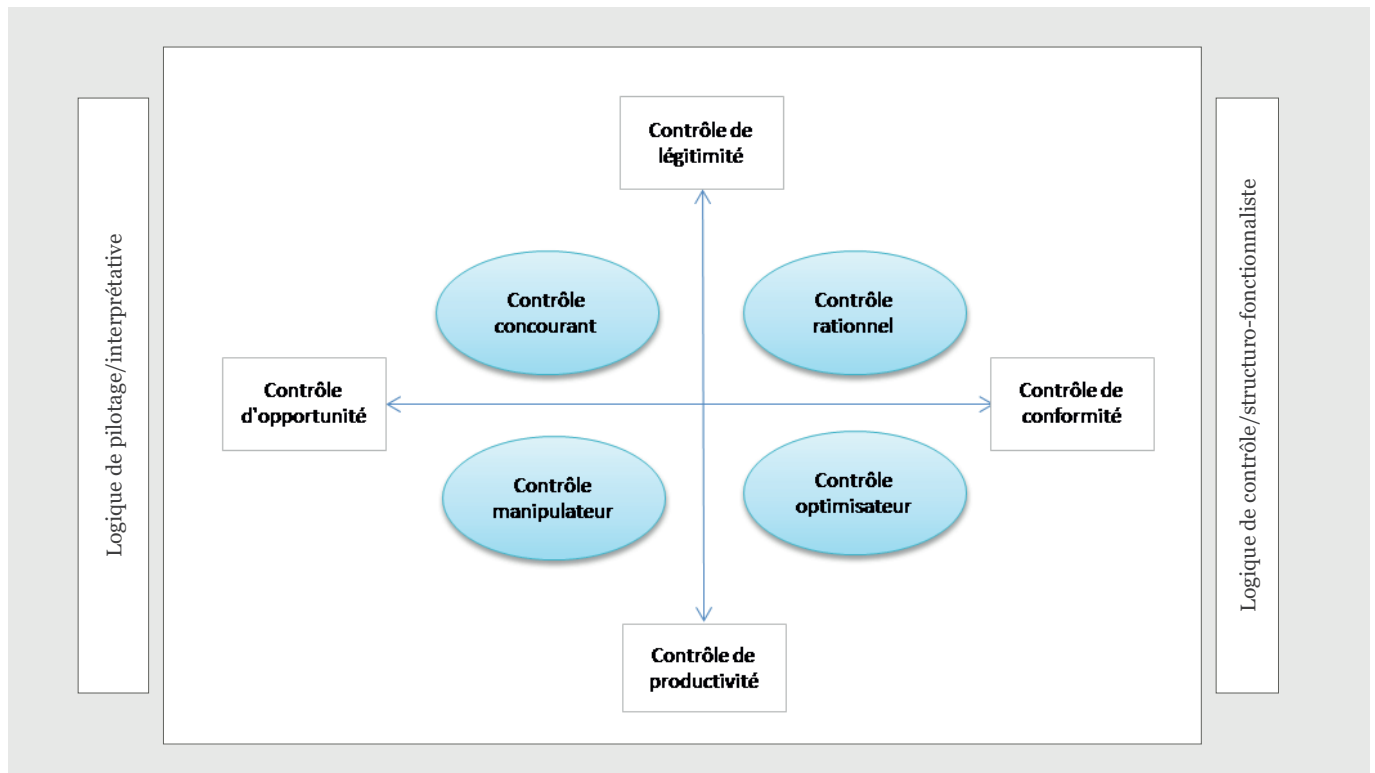 Contrôle de
légitimité
Logique de pilotage/interprétative
Logique de contrôle/structuro-fonctionnaliste
Contrôle
concourant
Contrôle
rationnel
Contrôle
d'opportunité
Contrôle de
conformité
Contrôle
manipulateur
Contrôle
optimisateur
Contrôle de
productivité